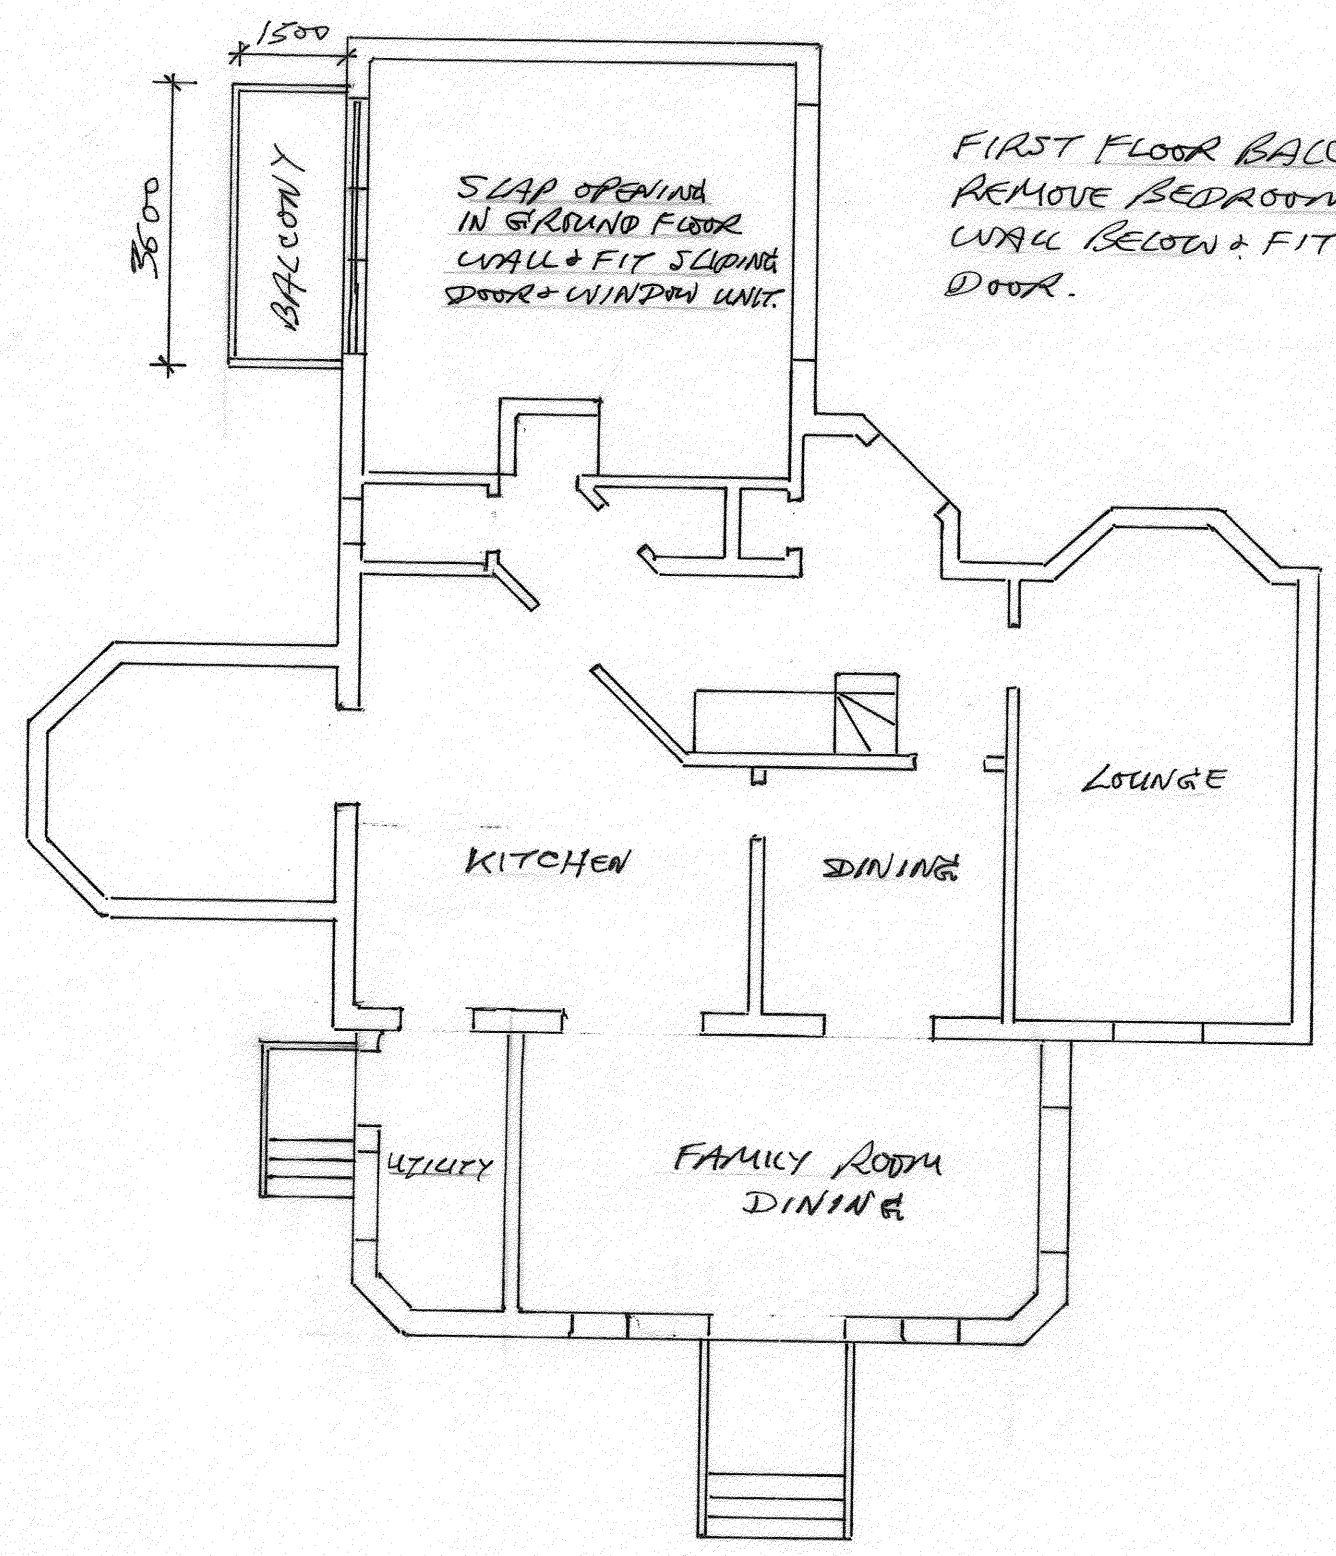 1500
3600
BALCONY
SLAP OPENING
IN GROUND FLOOR
WALL & FIT SLIDING
DOOR & WINDOW UNIT.
FIRST FLOOR BALC
REMOVE BEDROOM
WALL BELOW & FIT
DOOR.
LOUNGE
KITCHEN
DINING
UTILITY
FAMILY ROOM
DINING